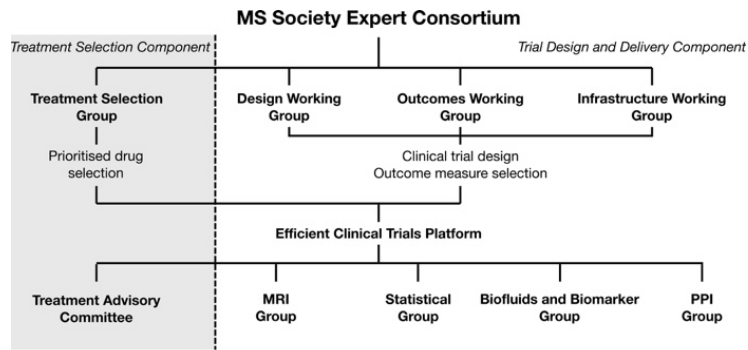 MS Society Expert Consortium
Treatment Selection Component
Trial Design and Delivery Component
Treatment Selection
Group
Design Working
Group
Outcomes Working
Group
Infrastructure Working
Group
Prioritised drug
selection
Clinical trial design
Outcome measure selection
Efficient Clinical Trials Platform
Treatment Advisory
Committee
MRI
Group
Statistical
Group
Biofluids and Biomarker
Group
PPI
Group